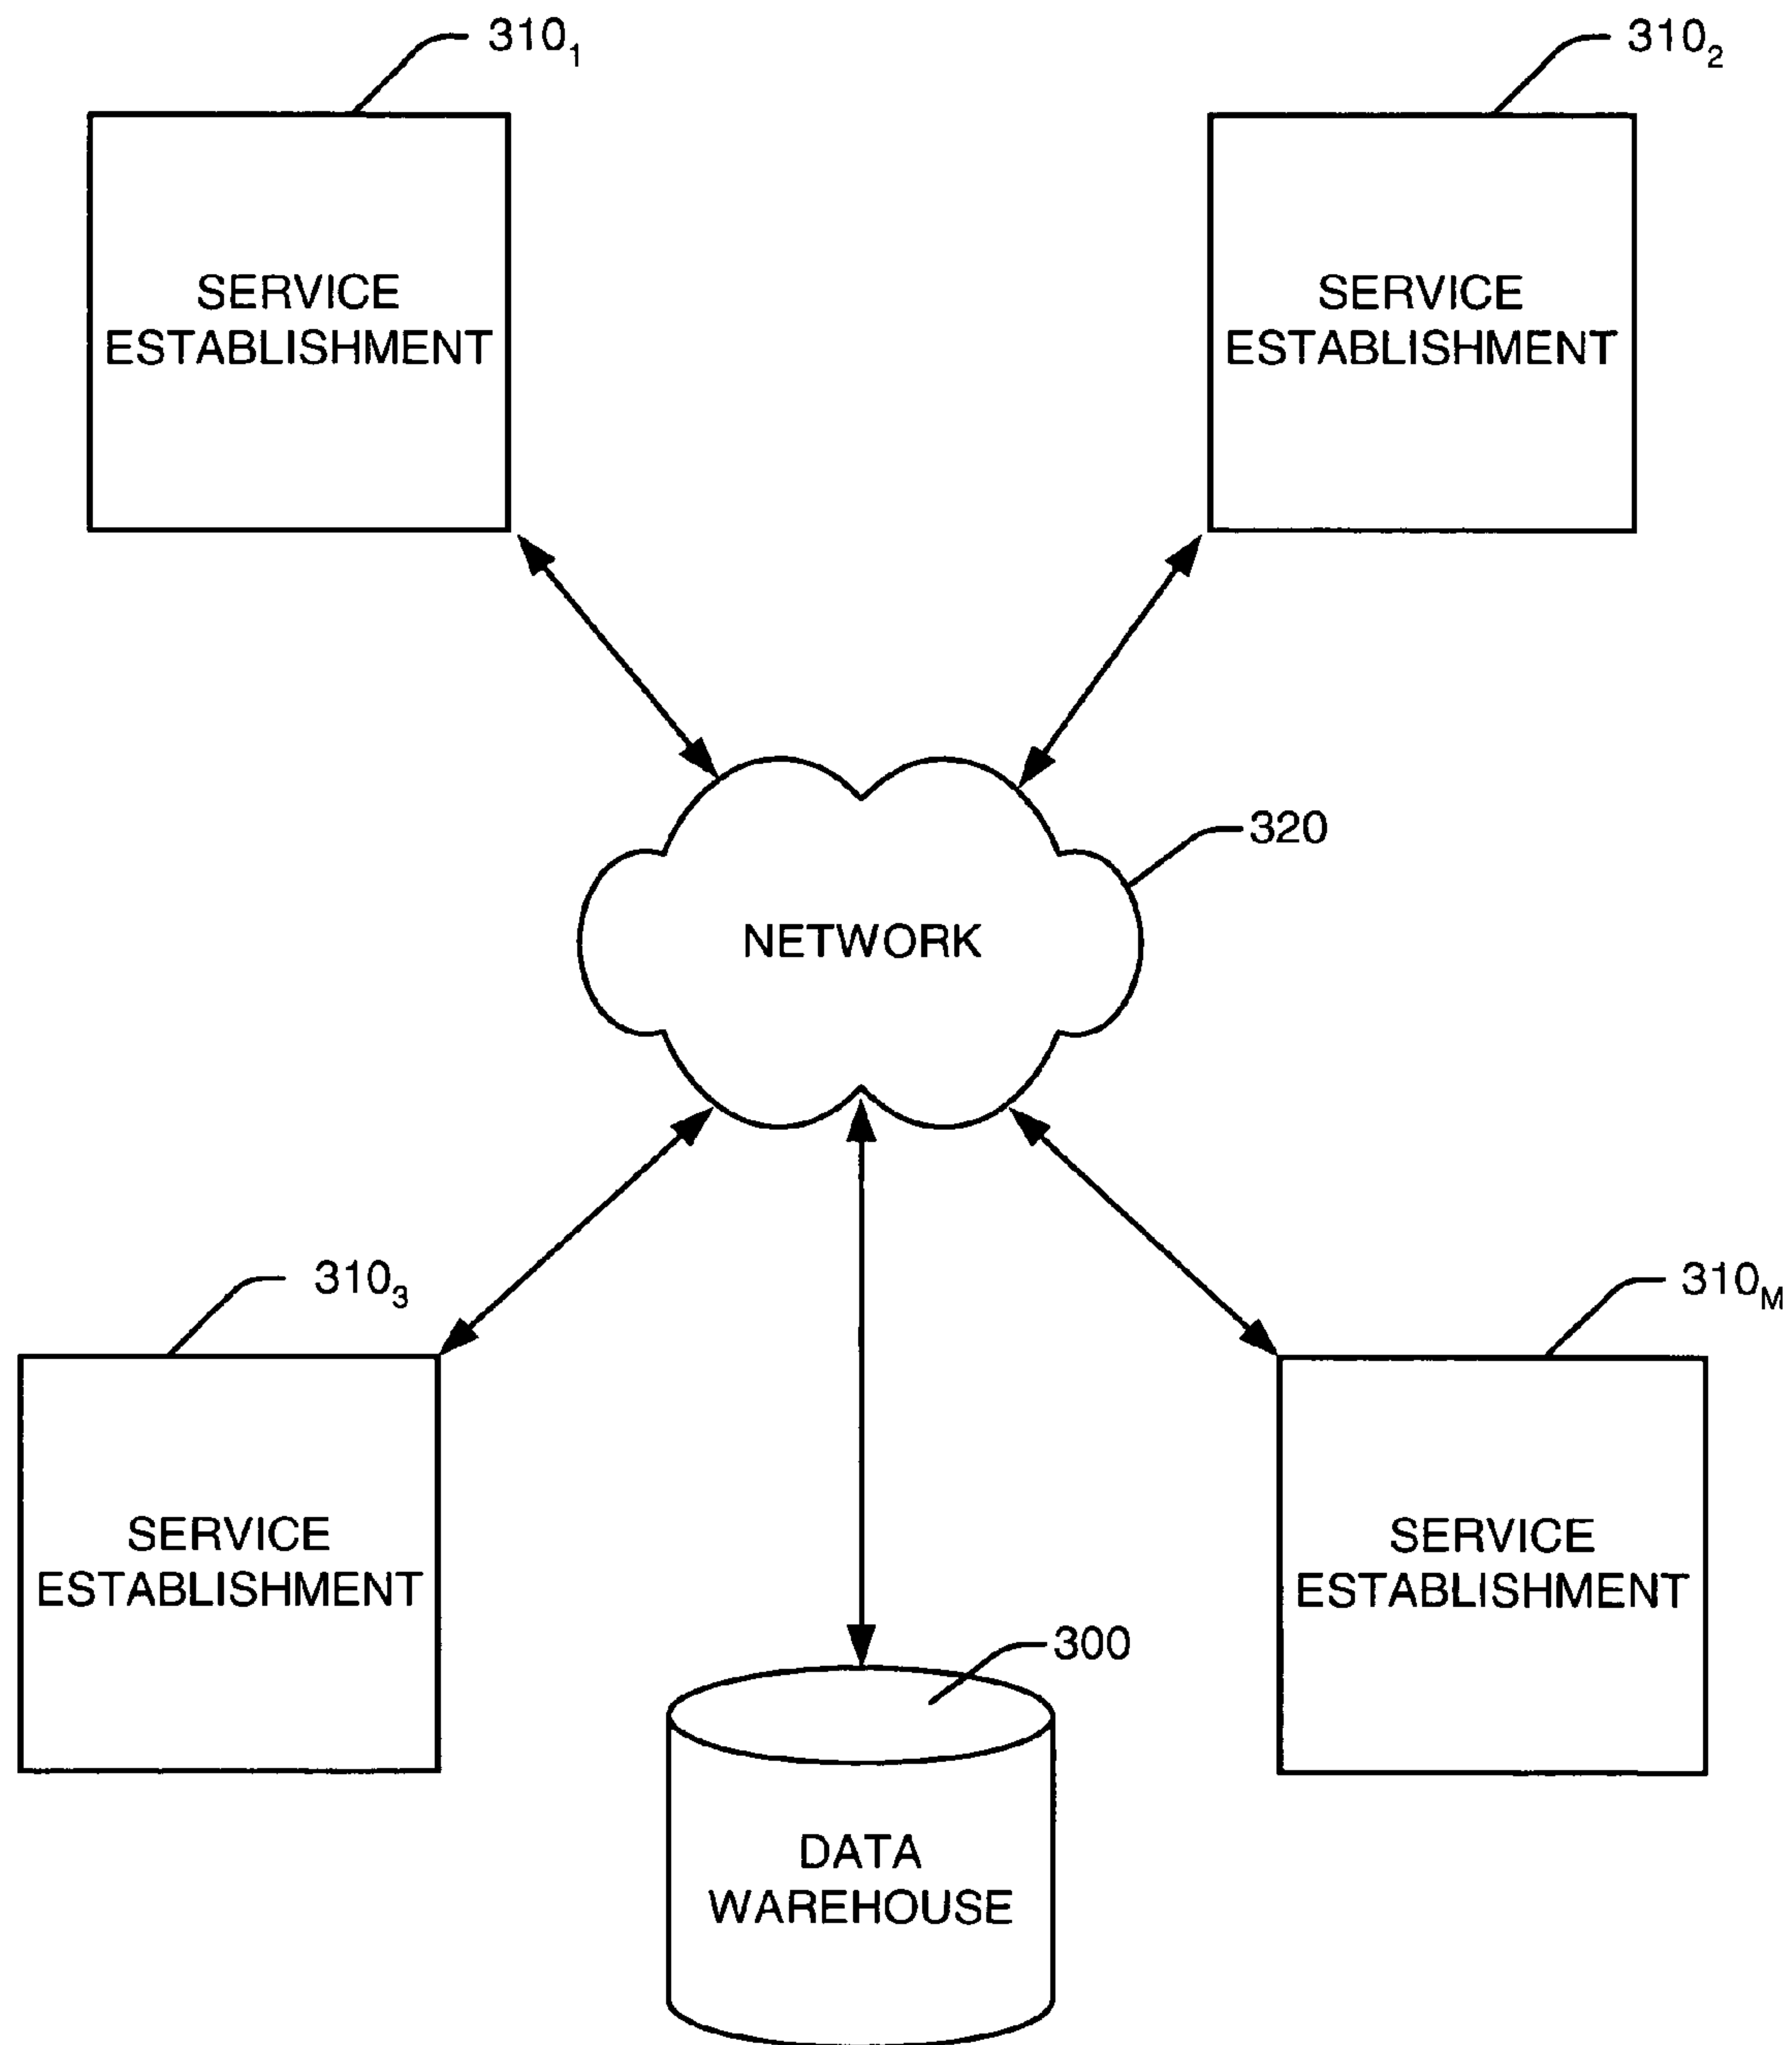 310₁
310₂
SERVICE
ESTABLISHMENT
SERVICE
ESTABLISHMENT
320
NETWORK
310₃
310M
SERVICE
ESTABLISHMENT
SERVICE
ESTABLISHMENT
300
DATA
WAREHOUSE